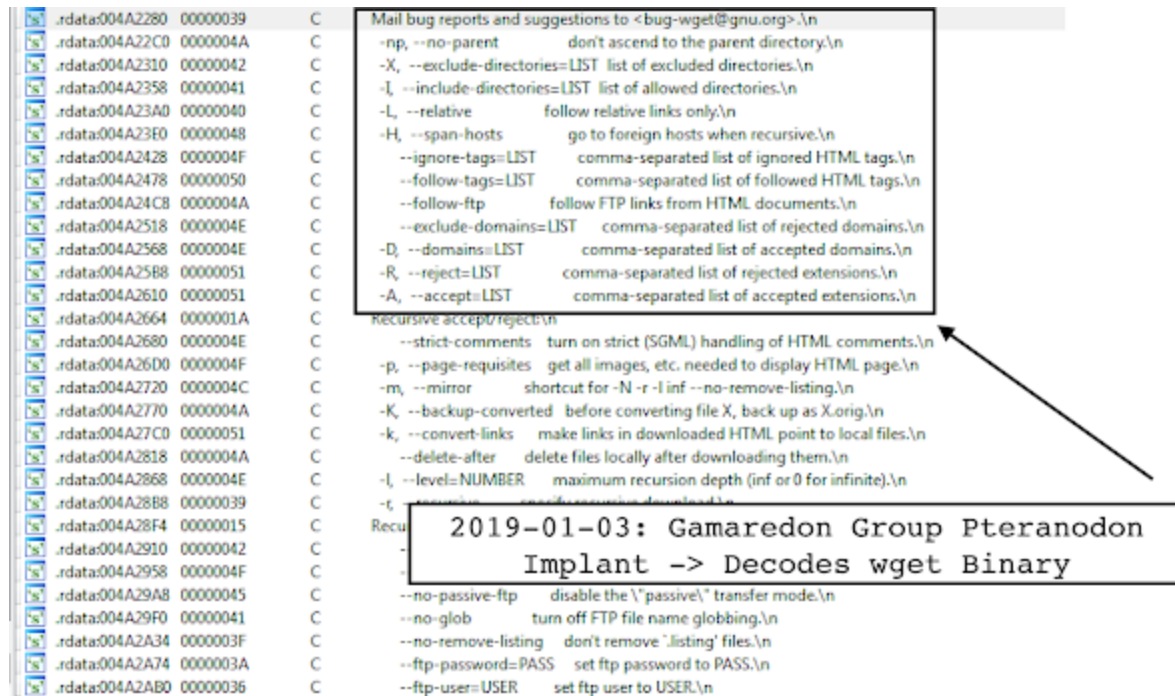 's' .rdata:004A2280 00000039 C Mail bug reports and suggestions to <bug-wget@gnu.org>.\n
's' .rdata:004A22C0 0000004A C -np, --no-parent don't ascend to the parent directory.\n
's' .rdata:004A2310 00000042 C -X, --exclude-directories=LIST list of excluded directories.\n
's' .rdata:004A2358 00000041 C -I, --include-directories=LIST list of allowed directories.\n
's' .rdata:004A23A0 00000040 C -L, --relative follow relative links only.\n
's' .rdata:004A23E0 00000048 C -H, --span-hosts go to foreign hosts when recursive.\n
's' .rdata:004A2428 0000004F C --ignore-tags=LIST comma-separated list of ignored HTML tags.\n
's' .rdata:004A2478 00000050 C --follow-tags=LIST comma-separated list of followed HTML tags.\n
's' .rdata:004A24C8 0000004A C --follow-ftp follow FTP links from HTML documents.\n
's' .rdata:004A2518 0000004E C --exclude-domains=LIST comma-separated list of rejected domains.\n
's' .rdata:004A2568 0000004E C -D, --domains=LIST comma-separated list of accepted domains.\n
's' .rdata:004A25B8 00000051 C -R, --reject=LIST comma-separated list of rejected extensions.\n
's' .rdata:004A2610 00000051 C -A, --accept=LIST comma-separated list of accepted extensions.\n
's' .rdata:004A2664 0000001A C Recursive accept/reject:\n
's' .rdata:004A2680 0000004E C --strict-comments turn on strict (SGML) handling of HTML comments.\n
's' .rdata:004A26D0 0000004F C -p, --page-requisites get all images, etc. needed to display HTML page.\n
's' .rdata:004A2720 0000004C C -m, --mirror shortcut for -N -r -l inf --no-remove-listing.\n
's' .rdata:004A2770 0000004A C -K, --backup-converted before converting file X, back up as X.orig.\n
's' .rdata:004A27C0 00000051 C -k, --convert-links make links in downloaded HTML point to local files.\n
's' .rdata:004A2818 0000004A C --delete-after delete files locally after downloading them.\n
's' .rdata:004A2868 0000004E C -l, --level=NUMBER maximum recursion depth (inf or 0 for infinite).\n
's' .rdata:004A28B8 00000039 C -r, --recursive specify recursive download.\n
's' .rdata:004A28F4 00000015 C Recu
's' .rdata:004A2910 00000042 C -
's' .rdata:004A2958 0000004F C -
2019-01-03: Gamaredon Group Pteranodon
Implant -> Decodes wget Binary
's' .rdata:004A29A8 00000045 C --no-passive-ftp disable the \"passive\" transfer mode.\n
's' .rdata:004A29F0 00000041 C --no-glob turn off FTP file name globbing.\n
's' .rdata:004A2A34 0000003F C --no-remove-listing don't remove `.listing' files.\n
's' .rdata:004A2A74 0000003A C --ftp-password=PASS set ftp password to PASS.\n
's' .rdata:004A2AB0 00000036 C --ftp-user=USER set ftp user to USER.\n